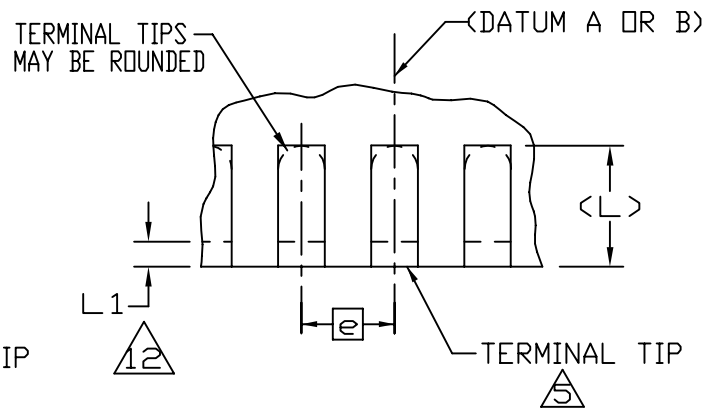 TERMINAL TIPS
MAY BE ROUNDED
(DATUM A OR B)
(L)
L1
e
IP
12
TERMINAL TIP
5